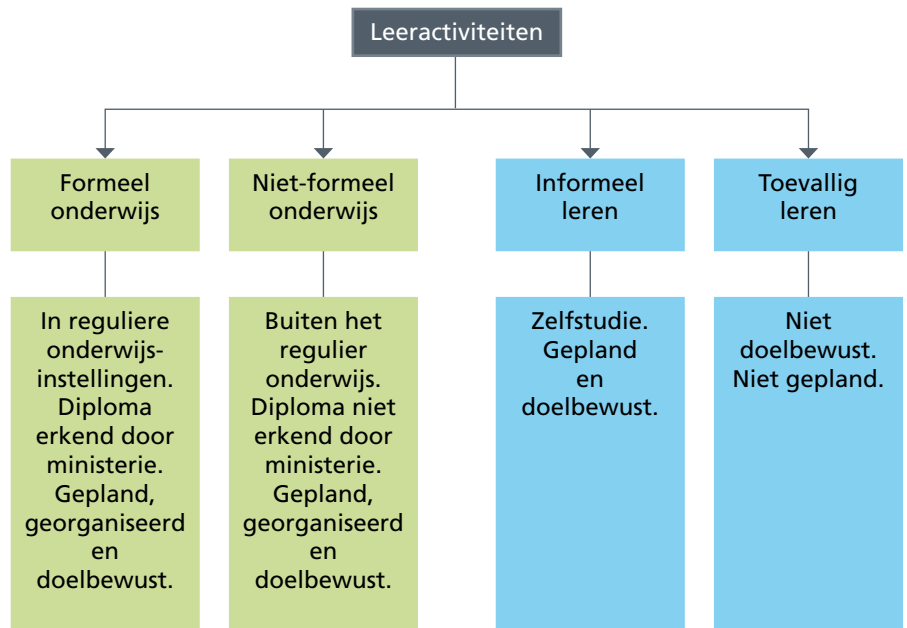 Leeractiviteiten
Formeel
onderwijs
Niet-formeel
onderwijs
Informeel
leren
Toevallig
leren
In reguliere
onderwijs-
instellingen.
Diploma
erkend door
ministerie.
Gepland,
georganiseerd
en
doelbewust.
Buiten het
regulier
onderwijs.
Diploma niet
erkend door
ministerie.
Gepland,
georganiseerd
en
doelbewust.
Zelfstudie.
Gepland
en
doelbewust.
Niet
doelbewust.
Niet gepland.